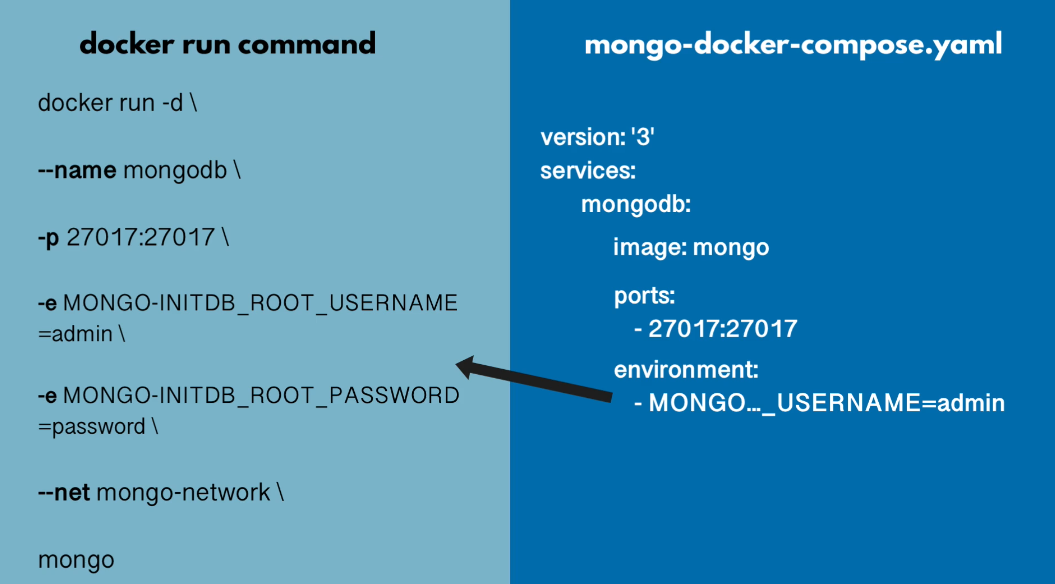 docker run command
docker run -d \
--name mongodb \
-p 27017:27017 \
-e MONGO-INITDB_ROOT_USERNAME
=admin \
-e MONGO-INITDB_ROOT_PASSWORD
=password \
--net mongo-network \
mongo
mongo-docker-compose.yaml
version: '3'
services:
mongodb:
image: mongo
ports:
- 27017:27017
environment:
- MONGO..._USERNAME=admin